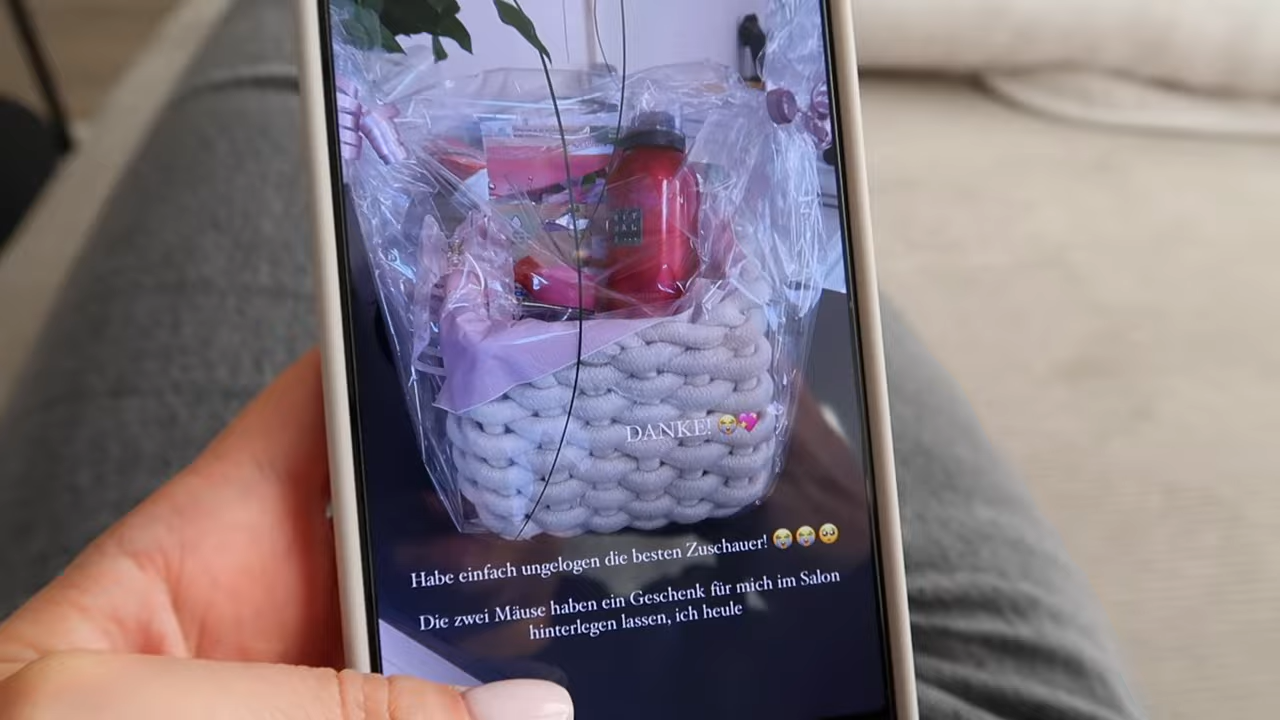 DANKE! 😭💖
Habe einfach ungelogen die besten Zuschauer! 😭😭🥺
Die zwei Mäuse haben ein Geschenk für mich im Salon
hinterlegen lassen, ich heule